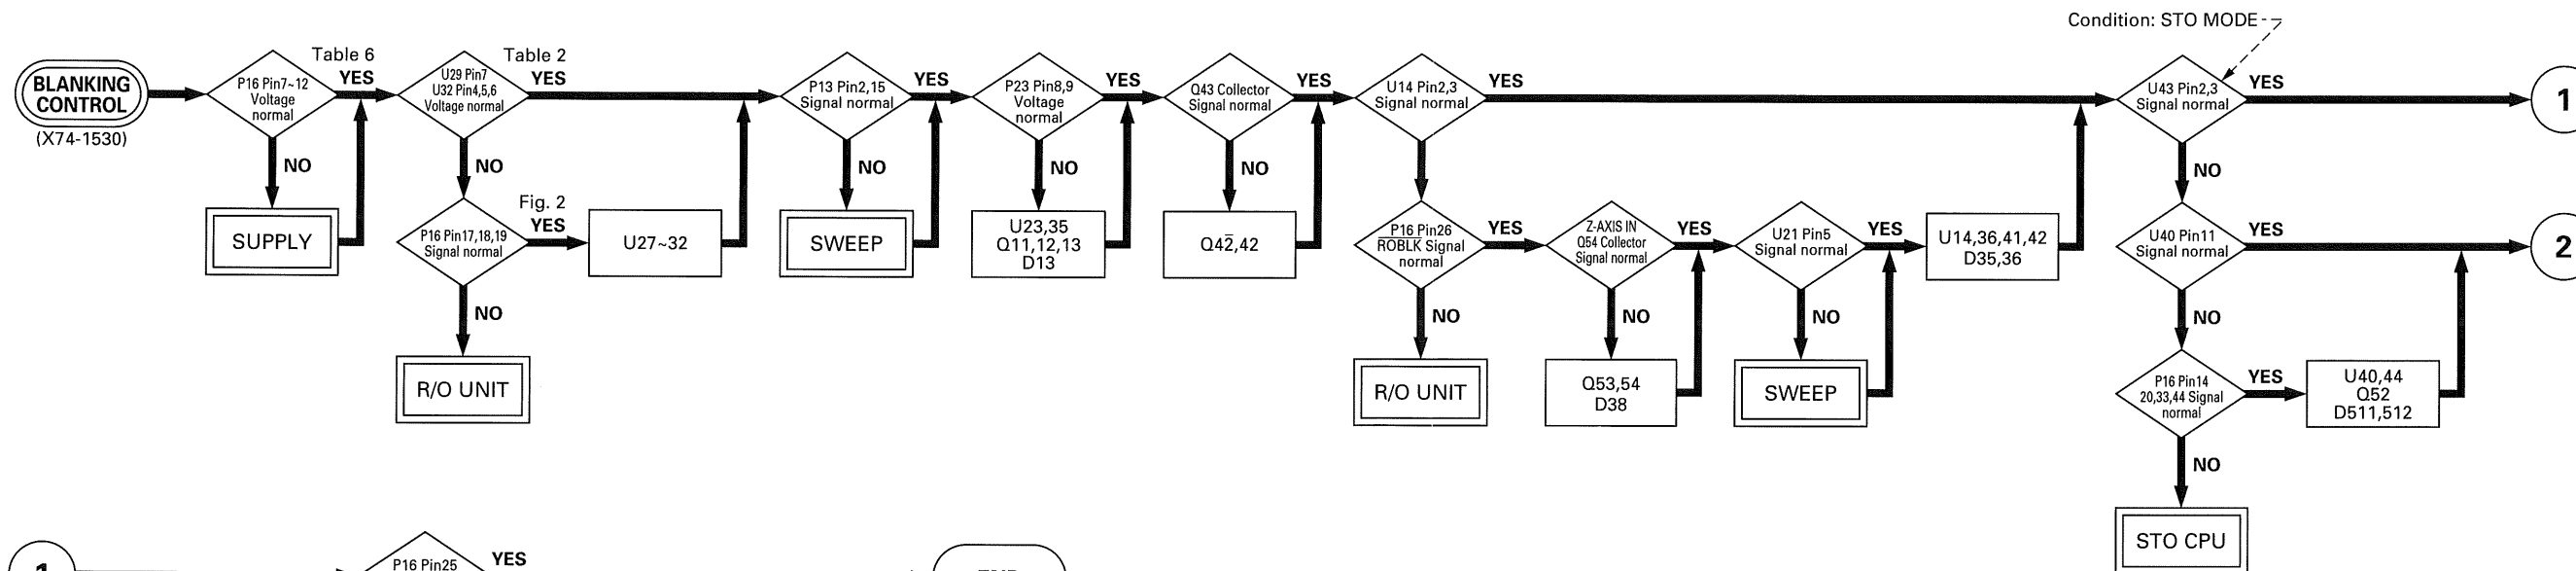 Condition: STO MODE
BLANKING
CONTROL
(X74-1530)
P16 Pin7~12
Voltage
normal
Table 6
YES
NO
SUPPLY
U29 Pin7
U32 Pin4,5,6
Voltage normal
Table 2
YES
NO
P16 Pin17,18,19
Signal normal
Fig. 2
YES
U27~32
NO
R/O UNIT
P13 Pin2,15
Signal normal
YES
NO
SWEEP
P23 Pin8,9
Voltage
normal
YES
NO
U23,35
Q11,12,13
D13
Q43 Collector
Signal normal
YES
NO
Q42,42
U14 Pin2,3
Signal normal
YES
P16 Pin26
ROBLK Signal
normal
YES
NO
R/O UNIT
Z-AXIS IN
Q54 Collector
Signal normal
YES
NO
Q53,54
D38
U21 Pin5
Signal normal
YES
NO
SWEEP
U14,36,41,42
D35,36
U43 Pin2,3
Signal normal
YES
1
NO
U40 Pin11
Signal normal
YES
2
NO
P16 Pin14
20,33,44 Signal
normal
YES
U40,44
Q52
D511,512
NO
STO CPU
1
P16 Pin25
YES